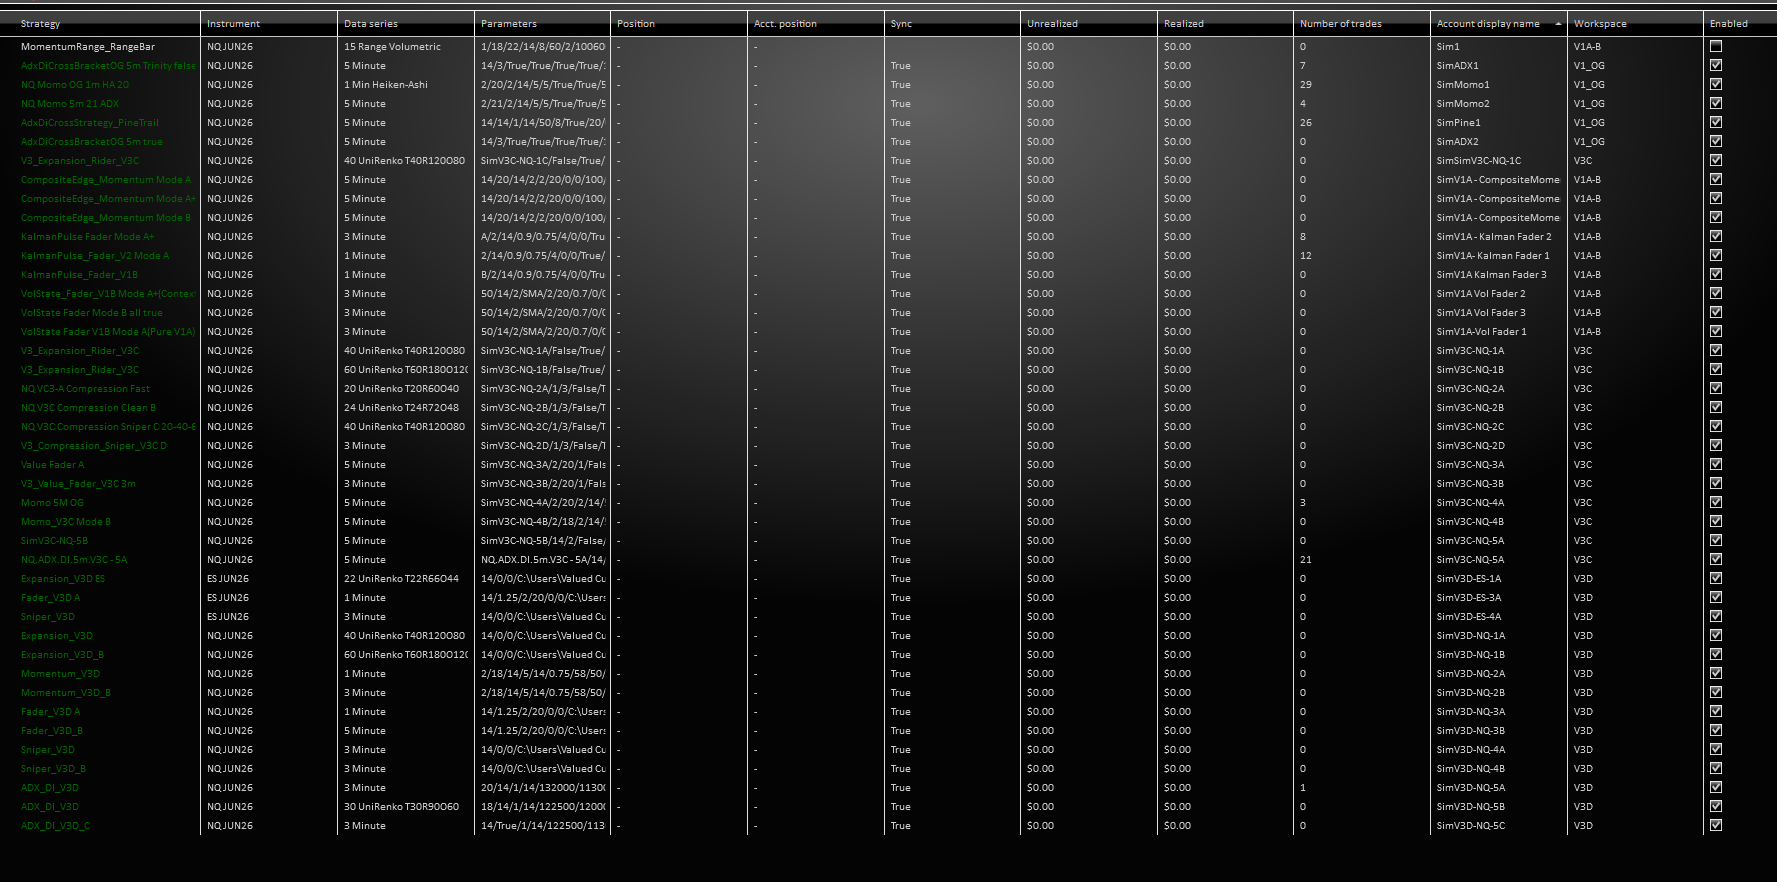 Strategy Instrument Data series Parameters Position Acct. position Sync Unrealized Realized Number of trades Account display name Workspace Enabled
MomentumRange_RangeBar NQ JUN26 15 Range Volumetric 1/18/22/14/8/60/2/10060 - - $0.00 $0.00 0 Sim1 V1A-B
AdxDiCrossBracketOG 5m Trinity false NQ JUN26 5 Minute 14/3/True/True/True/True/: - - True $0.00 $0.00 7 SimADX1 V1_OG
NQ Momo OG 1m HA 20 NQ JUN26 1 Min Heiken-Ashi 2/20/2/14/5/5/True/True/5 - - True $0.00 $0.00 29 SimMomo1 V1_OG
NQ Momo 5m 21 ADX NQ JUN26 5 Minute 2/21/2/14/5/5/True/True/5 - - True $0.00 $0.00 4 SimMomo2 V1_OG
AdxDiCrossStrategy_PineTrail NQ JUN26 5 Minute 14/14/1/14/50/8/True/20/ - - True $0.00 $0.00 26 SimPine1 V1_OG
AdxDiCrossBracketOG 5m true NQ JUN26 5 Minute 14/3/True/True/True/True/: - - True $0.00 $0.00 0 SimADX2 V1_OG
V3_Expansion_Rider_V3C NQ JUN26 40 UniRenko T40R120O80 SimV3C-NQ-1C/False/True/ - - True $0.00 $0.00 0 SimSimV3C-NQ-1C V3C
CompositeEdge_Momentum Mode A NQ JUN26 5 Minute 14/20/14/2/2/20/0/0/100/ - - True $0.00 $0.00 0 SimV1A - CompositeMome V1A-B
CompositeEdge_Momentum Mode A+ NQ JUN26 5 Minute 14/20/14/2/2/20/0/0/100/ - - True $0.00 $0.00 0 SimV1A - CompositeMome V1A-B
CompositeEdge_Momentum Mode B NQ JUN26 5 Minute 14/20/14/2/2/20/0/0/100/ - - True $0.00 $0.00 0 SimV1A - CompositeMome V1A-B
KalmanPulse Fader Mode A+ NQ JUN26 3 Minute A/2/14/0.9/0.75/4/0/0/Tru - - True $0.00 $0.00 8 SimV1A - Kalman Fader 2 V1A-B
KalmanPulse_Fader_V2 Mode A NQ JUN26 1 Minute 2/14/0.9/0.75/4/0/0/True/ - - True $0.00 $0.00 12 SimV1A- Kalman Fader 1 V1A-B
KalmanPulse_Fader_V1B NQ JUN26 1 Minute B/2/14/0.9/0.75/4/0/0/Tru - - True $0.00 $0.00 0 SimV1A Kalman Fader 3 V1A-B
VolState_Fader_V1B Mode A+(Contex NQ JUN26 3 Minute 50/14/2/SMA/2/20/0.7/0/0 - - True $0.00 $0.00 0 SimV1A Vol Fader 2 V1A-B
VolState Fader Mode B all true NQ JUN26 3 Minute 50/14/2/SMA/2/20/0.7/0/0 - - True $0.00 $0.00 0 SimV1A Vol Fader 3 V1A-B
VolState Fader V1B Mode A(Pure V1A) NQ JUN26 3 Minute 50/14/2/SMA/2/20/0.7/0/0 - - True $0.00 $0.00 0 SimV1A-Vol Fader 1 V1A-B
V3_Expansion_Rider_V3C NQ JUN26 40 UniRenko T40R120O80 SimV3C-NQ-1A/False/True/ - - True $0.00 $0.00 0 SimV3C-NQ-1A V3C
V3_Expansion_Rider_V3C NQ JUN26 60 UniRenko T60R180O120 SimV3C-NQ-1B/False/True/ - - True $0.00 $0.00 0 SimV3C-NQ-1B V3C
NQ VC3-A Compression Fast NQ JUN26 20 UniRenko T20R60O40 SimV3C-NQ-2A/1/3/False/T - - True $0.00 $0.00 0 SimV3C-NQ-2A V3C
NQ V3C Compression Clean B NQ JUN26 24 UniRenko T24R72O48 SimV3C-NQ-2B/1/3/False/T - - True $0.00 $0.00 0 SimV3C-NQ-2B V3C
NQ V3C Compression Sniper C 20-40-6 NQ JUN26 40 UniRenko T40R120O80 SimV3C-NQ-2C/1/3/False/T - - True $0.00 $0.00 0 SimV3C-NQ-2C V3C
V3_Compression_Sniper_V3C D NQ JUN26 3 Minute SimV3C-NQ-2D/1/3/False/T - - True $0.00 $0.00 0 SimV3C-NQ-2D V3C
Value Fader A NQ JUN26 5 Minute SimV3C-NQ-3A/2/20/1/Fals - - True $0.00 $0.00 0 SimV3C-NQ-3A V3C
V3_Value_Fader_V3C 3m NQ JUN26 3 Minute SimV3C-NQ-3B/2/20/1/Fals - - True $0.00 $0.00 0 SimV3C-NQ-3B V3C
Momo 5M OG NQ JUN26 5 Minute SimV3C-NQ-4A/2/20/2/14/ - - True $0.00 $0.00 3 SimV3C-NQ-4A V3C
Momo_V3C Mode B NQ JUN26 5 Minute SimV3C-NQ-4B/2/18/2/14/ - - True $0.00 $0.00 0 SimV3C-NQ-4B V3C
SimV3C-NQ-5B NQ JUN26 5 Minute SimV3C-NQ-5B/14/2/False/ - - True $0.00 $0.00 0 SimV3C-NQ-5A V3C
NQ.ADX.DI.5m.V3C - 5A NQ JUN26 5 Minute NQ.ADX.DI.5m.V3C - 5A/14/ - - True $0.00 $0.00 21 SimV3C-NQ-5A V3C
Expansion_V3D ES ES JUN26 22 UniRenko T22R66O44 14/0/0/C:\Users\Valued Cu - - True $0.00 $0.00 0 SimV3D-ES-1A V3D
Fader_V3D A ES JUN26 1 Minute 14/1.25/2/20/0/0/C:\Users - - True $0.00 $0.00 0 SimV3D-ES-3A V3D
Sniper_V3D ES JUN26 3 Minute 14/0/0/C:\Users\Valued Cu - - True $0.00 $0.00 0 SimV3D-ES-4A V3D
Expansion_V3D NQ JUN26 40 UniRenko T40R120O80 14/0/0/C:\Users\Valued Cu - - True $0.00 $0.00 0 SimV3D-NQ-1A V3D
Expansion_V3D_B NQ JUN26 60 UniRenko T60R180O120 14/0/0/C:\Users\Valued Cu - - True $0.00 $0.00 0 SimV3D-NQ-1B V3D
Momentum_V3D NQ JUN26 1 Minute 2/18/14/5/14/0.75/58/50/ - - True $0.00 $0.00 0 SimV3D-NQ-2A V3D
Momentum_V3D_B NQ JUN26 3 Minute 2/18/14/5/14/0.75/58/50/ - - True $0.00 $0.00 0 SimV3D-NQ-2B V3D
Fader_V3D A NQ JUN26 1 Minute 14/1.25/2/20/0/0/C:\Users - - True $0.00 $0.00 0 SimV3D-NQ-3A V3D
Fader_V3D_B NQ JUN26 5 Minute 14/1.25/2/20/0/0/C:\Users - - True $0.00 $0.00 0 SimV3D-NQ-3B V3D
Sniper_V3D NQ JUN26 3 Minute 14/0/0/C:\Users\Valued Cu - - True $0.00 $0.00 0 SimV3D-NQ-4A V3D
Sniper_V3D_B NQ JUN26 3 Minute 14/0/0/C:\Users\Valued Cu - - True $0.00 $0.00 0 SimV3D-NQ-4B V3D
ADX_DI_V3D NQ JUN26 3 Minute 20/14/1/14/132000/11300 - - True $0.00 $0.00 1 SimV3D-NQ-5A V3D
ADX_DI_V3D NQ JUN26 30 UniRenko T30R90O60 18/14/1/14/122500/12000 - - True $0.00 $0.00 0 SimV3D-NQ-5B V3D
ADX_DI_V3D_C NQ JUN26 3 Minute 14/True/1/14/122500/113 - - True $0.00 $0.00 0 SimV3D-NQ-5C V3D